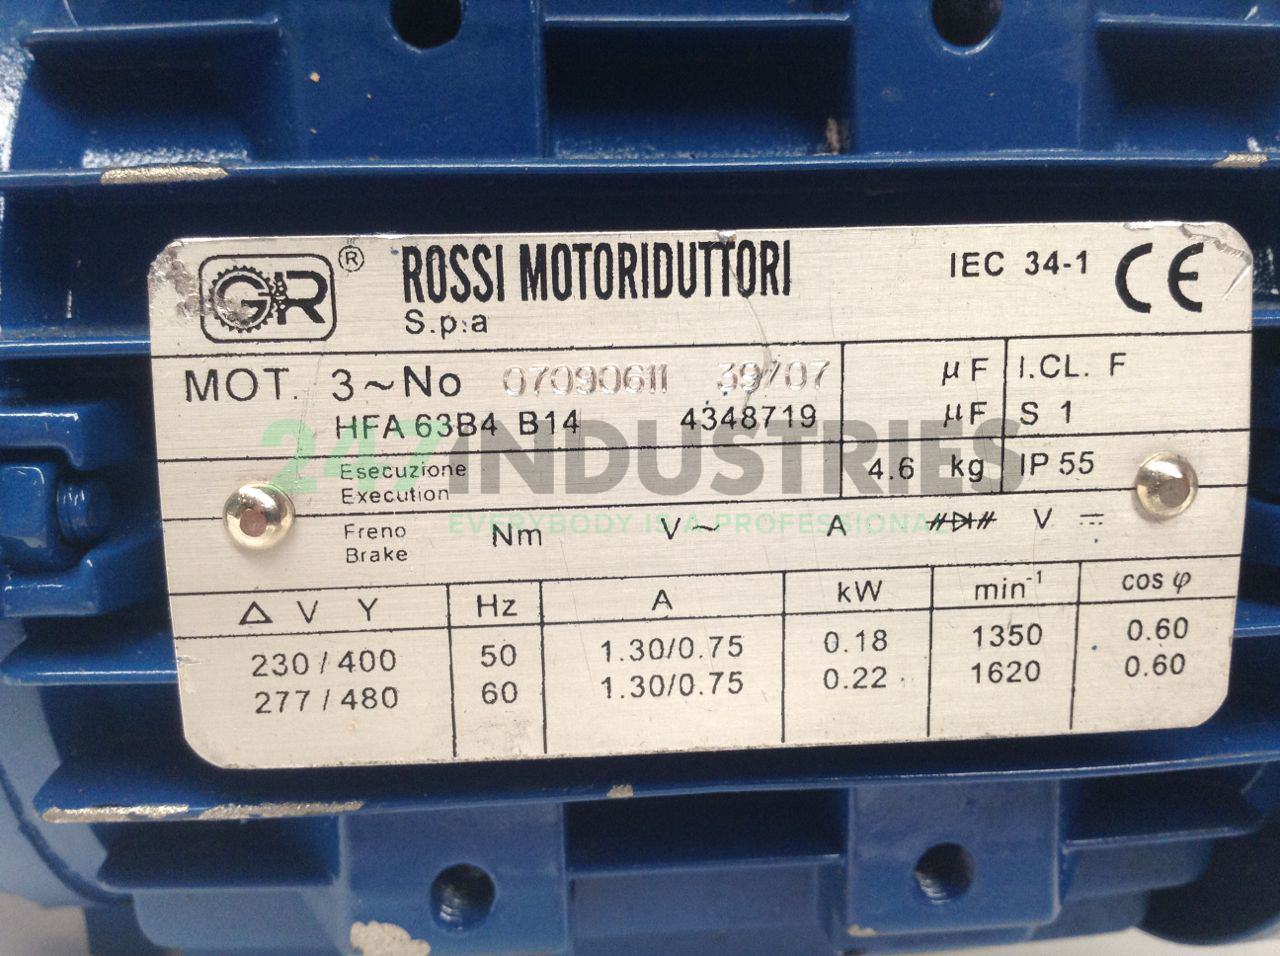 GR ® ROSSI MOTORIDUTTORI IEC 34-1 CE
S.p.a
MOT. 3~No 07090611 39/07 µF I.CL. F
HFA 63B4 B14 4348719 µF S 1
247INDUSTRIES
Esecuzione 4.6 kg IP 55
Execution
EVERYBODY IS A PROFESSIONAL
Freno Nm V~ A V ⎓
Brake
Δ V Y Hz A kW min⁻¹ cos φ
230 / 400 50 1.30/0.75 0.18 1350 0.60
277 / 480 60 1.30/0.75 0.22 1620 0.60